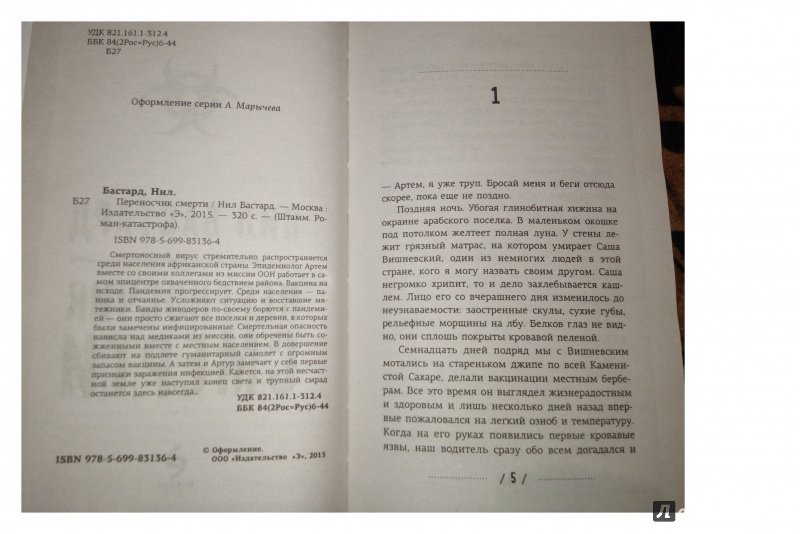 УДК 821.161.1-312.4
ББК 84(2Рос=Рус)6-44
Б27
Оформление серии А. Марычева
Бастард, Нил.
Б27
Переносчик смерти / Нил Бастард. — Москва :
Издательство «Э», 2015. — 320 с. — (Штамм. Ро-
ман-катастрофа).
ISBN 978-5-699-83136-4
Смертоносный вирус стремительно распространяется
среди населения африканской страны. Эпидемиолог Артем
вместе со своими коллегами из миссии ООН работает в са-
мом эпицентре охваченного бедствием района. Вакцина на
исходе. Пандемия прогрессирует. Среди населения — па-
ника и отчаянье. Усложняют ситуацию и восставшие мя-
тежники. Банды живодеров по-своему борются с пандеми-
ей — они просто сжигают все поселки и деревни, в которых
были замечены инфицированные. Смертельная опасность
нависла над медиками из миссии, они обречены быть со-
жженными вместе с местным населением. В довершение
сбивают на подлете гуманитарный самолет с огромным
запасом вакцины. А затем и Артур замечает у себя первые
признаки заражения инфекцией. Кажется, на этой несчаст-
ной земле уже наступил конец света и трупный смрад
останется здесь навсегда...
УДК 821.161.1-312.4
ББК 84(2Рос=Рус)6-44
© Оформление.
ООО «Издательство «Э», 2015
ISBN 978-5-699-83136-4
1
— Артем, я уже труп. Бросай меня и беги отсюда
скорее, пока еще не поздно.
Поздняя ночь. Убогая глинобитная хижина на
окраине арабского поселка. В маленьком окошке
под потолком желтеет полная луна. У стены ле-
жит грязный матрас, на котором умирает Саша
Вишневский, один из немногих людей в этой
стране, кого я могу назвать своим другом. Саша
негромко хрипит, то и дело захлебывается каш-
лем. Лицо его со вчерашнего дня изменилось до
неузнаваемости: заостренные скулы, сухие губы,
рельефные морщины на лбу. Белков глаз не вид-
но, они сплошь покрыты кровавой пеленой.
Семнадцать дней подряд мы с Вишневским
мотались на стареньком джипе по всей Камени-
стой Сахаре, делали вакцинации местным бербе-
рам. Все это время он выглядел жизнерадостным
и здоровым и лишь несколько дней назад впер-
вые пожаловался на легкий озноб и температуру.
Когда на его руках появились первые кровавые
язвы, наш водитель сразу обо всем догадался и
/ 5 /